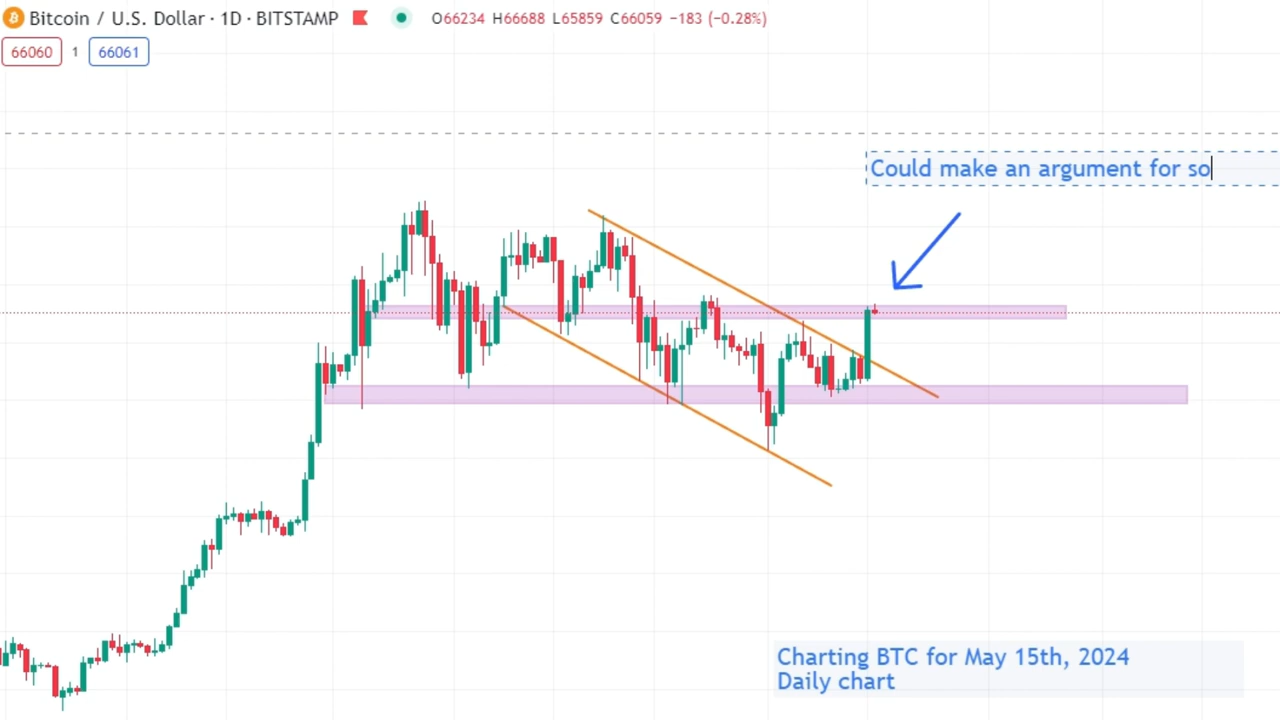 Bitcoin / U.S. Dollar · 1D · BITSTAMP O66234 H66688 L65859 C66059 −183 (−0.28%)
66060 1 66061
Could make an argument for so
Charting BTC for May 15th, 2024
Daily chart